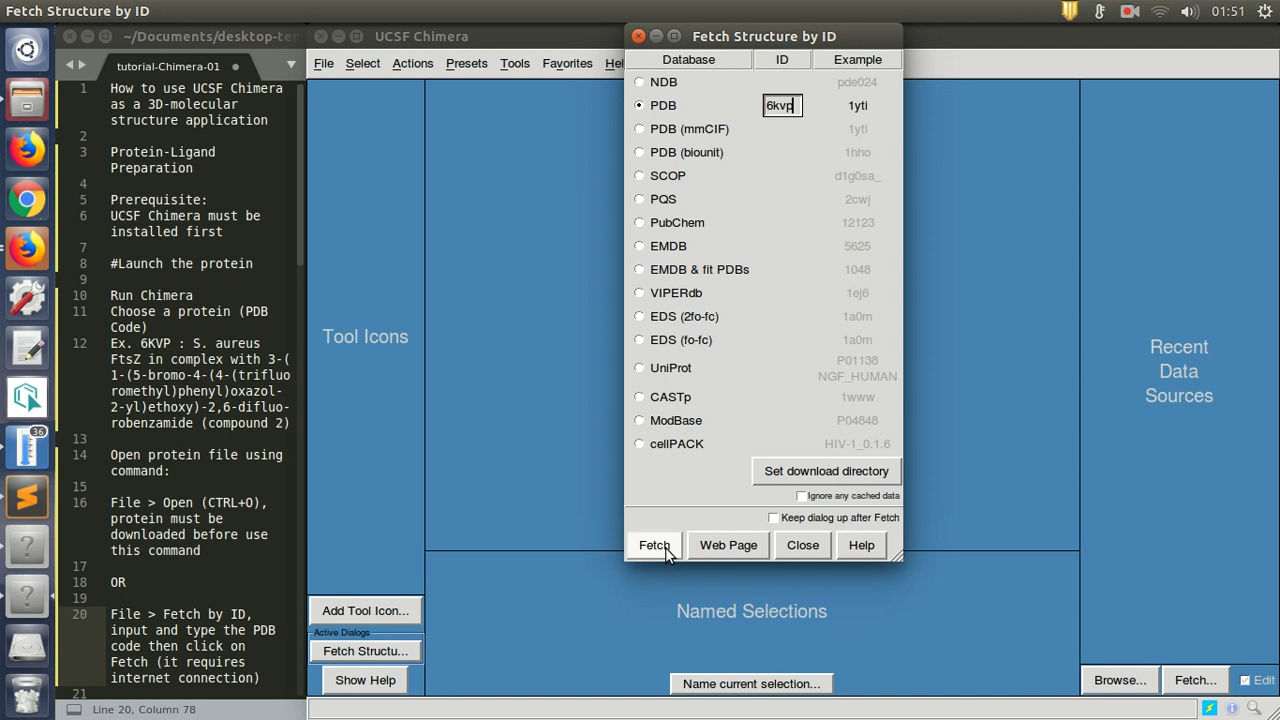 Fetch Structure by ID
01:51
~/Documents/desktop-te
UCSF Chimera
Fetch Structure by ID
tutorial-Chimera-01
File Select Actions Presets Tools Favorites Hel
1 How to use UCSF Chimera
as a 3D-molecular
structure application
2
3 Protein-Ligand
Preparation
4
5 Prerequisite:
6 UCSF Chimera must be
installed first
7
8 #Launch the protein
9
10 Run Chimera
11 Choose a protein (PDB
Code)
12 Ex. 6KVP : S. aureus
FtsZ in complex with 3-(
1-(5-bromo-4-(4-(trifluo
romethyl)phenyl)oxazol-
2-yl)ethoxy)-2,6-difluo-
robenzamide (compound 2)
13
14 Open protein file using
command:
15
16 File > Open (CTRL+O),
protein must be
downloaded before use
this command
17
18 OR
19
20 File > Fetch by ID,
input and type the PDB
code then click on
Fetch (it requires
internet connection)
21
Line 20, Column 78
36
Tool Icons
Add Tool Icon...
Active Dialogs
Fetch Structu...
Show Help
Database ID Example
NDB pde024
PDB 6kvp 1yti
PDB (mmCIF) 1yti
PDB (biounit) 1hho
SCOP d1g0sa_
PQS 2cwj
PubChem 12123
EMDB 5625
EMDB & fit PDBs 1048
VIPERdb 1ej6
EDS (2fo-fc) 1a0m
EDS (fo-fc) 1a0m
UniProt P01138
NGF_HUMAN
CASTp 1www
ModBase P04848
cellPACK HIV-1_0.1.6
Set download directory
Ignore any cached data
Keep dialog up after Fetch
Fetch Web Page Close Help
Named Selections
Name current selection...
Recent
Data
Sources
Browse... Fetch... Edit